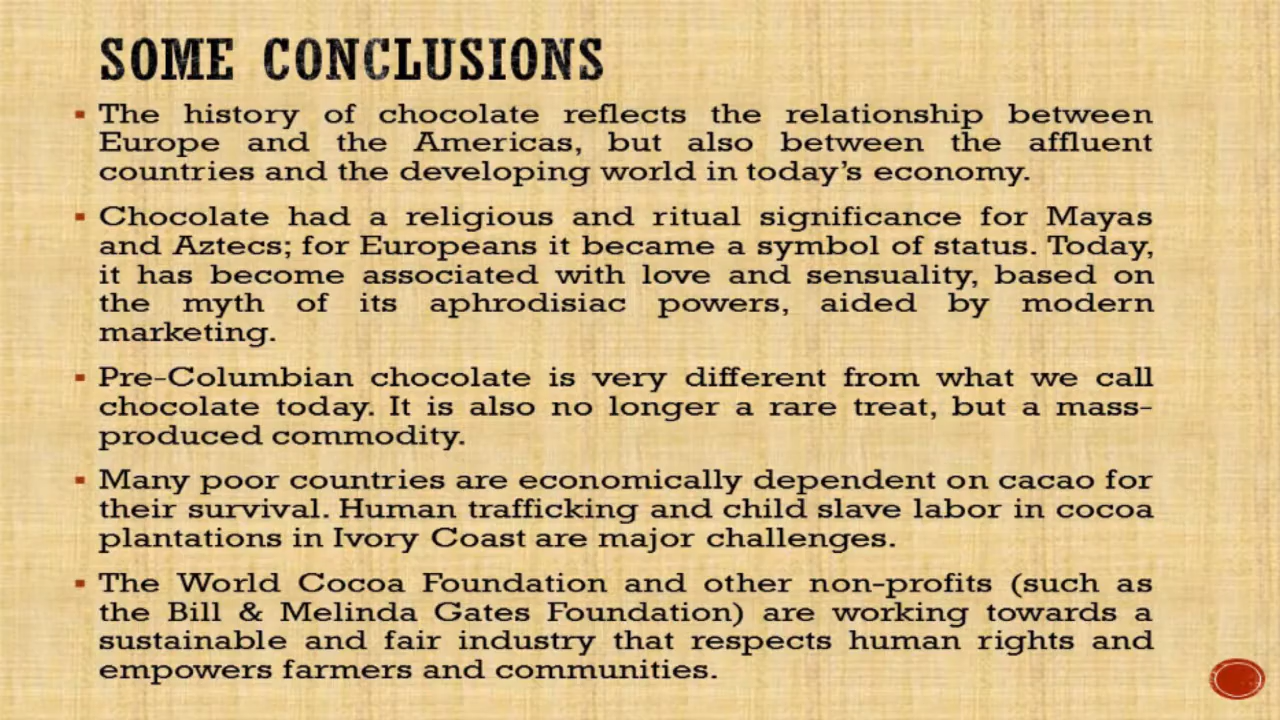 SOME CONCLUSIONS
▪ The history of chocolate reflects the relationship between
Europe and the Americas, but also between the affluent
countries and the developing world in today’s economy.
▪ Chocolate had a religious and ritual significance for Mayas
and Aztecs; for Europeans it became a symbol of status. Today,
it has become associated with love and sensuality, based on
the myth of its aphrodisiac powers, aided by modern
marketing.
▪ Pre-Columbian chocolate is very different from what we call
chocolate today. It is also no longer a rare treat, but a mass-
produced commodity.
▪ Many poor countries are economically dependent on cacao for
their survival. Human trafficking and child slave labor in cocoa
plantations in Ivory Coast are major challenges.
▪ The World Cocoa Foundation and other non-profits (such as
the Bill & Melinda Gates Foundation) are working towards a
sustainable and fair industry that respects human rights and
empowers farmers and communities.